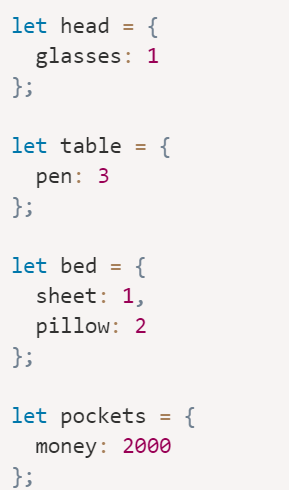 let head = {
  glasses: 1
};

let table = {
  pen: 3
};

let bed = {
  sheet: 1,
  pillow: 2
};

let pockets = {
  money: 2000
};